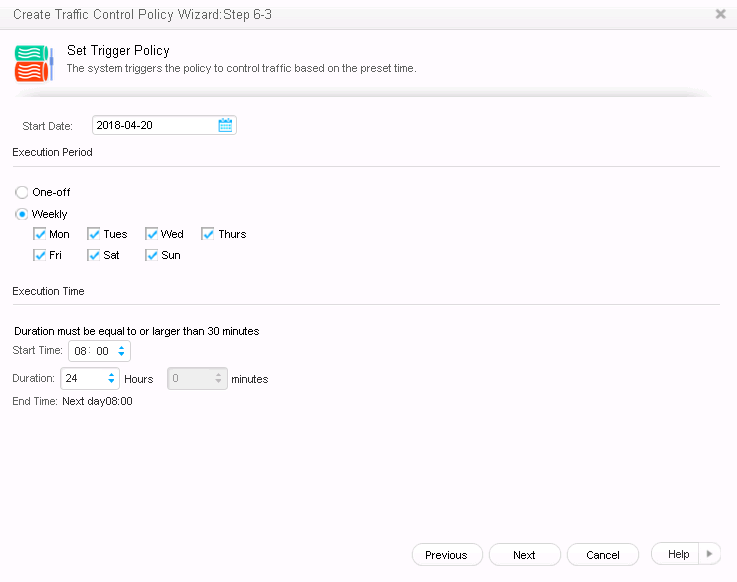 Create Traffic Control Policy Wizard:Step 6-3
Set Trigger Policy
The system triggers the policy to control traffic based on the preset time.
Start Date: 2018-04-20
Execution Period
One-off
Weekly
Mon Tues Wed Thurs
Fri Sat Sun
Execution Time
Duration must be equal to or larger than 30 minutes
Start Time: 08: 00
Duration: 24 Hours 0 minutes
End Time: Next day08:00
Previous Next Cancel Help